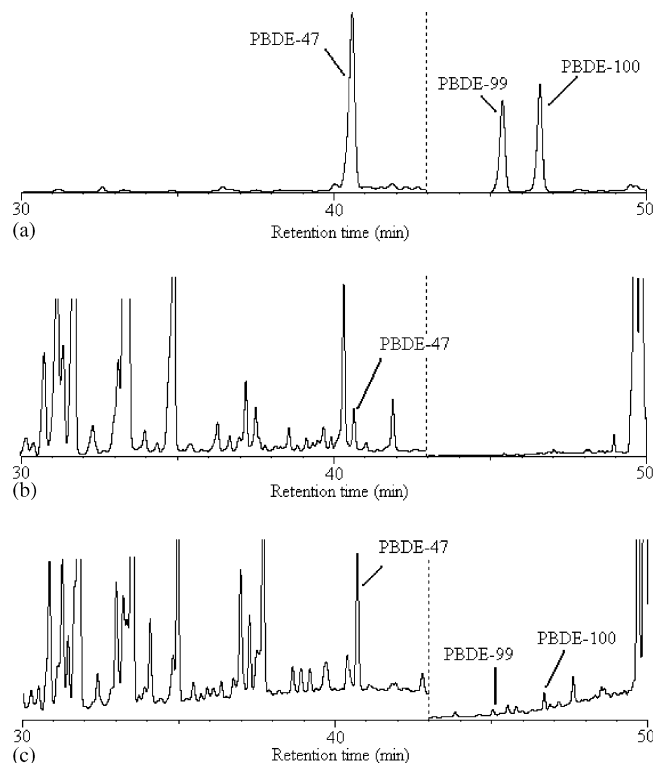 PBDE-47
PBDE-99
PBDE-100
30
40
50
(a)
Retention time (min)
PBDE-47
30
40
50
(b)
Retention time (min)
PBDE-47
PBDE-99
PBDE-100
30
40
50
(c)
Retention time (min)